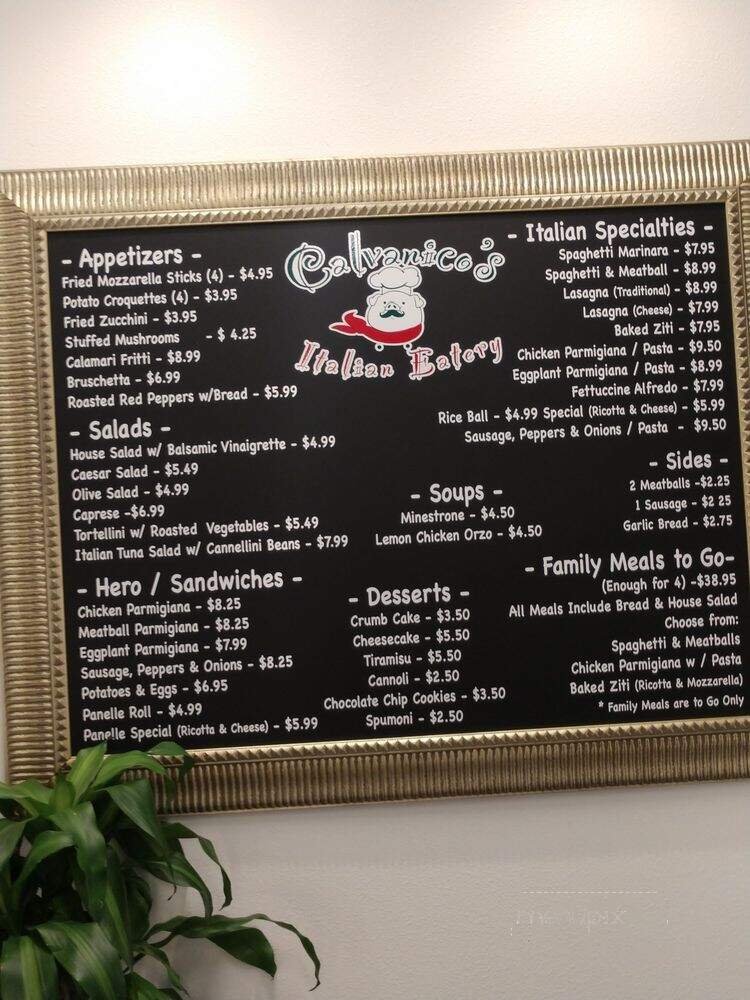 Calvanico's
Italian Eatery
- Appetizers -
Fried Mozzarella Sticks (4) - $4.95
Potato Croquettes (4) - $3.95
Fried Zucchini - $3.95
Stuffed Mushrooms - $ 4.25
Calamari Fritti - $8.99
Bruschetta - $6.99
Roasted Red Peppers w/Bread - $5.99
- Salads -
House Salad w/ Balsamic Vinaigrette - $4.99
Caesar Salad - $5.49
Olive Salad - $4.99
Caprese -$6.99
Tortellini w/ Roasted Vegetables - $5.49
Italian Tuna Salad w/ Cannellini Beans - $7.99
- Hero / Sandwiches -
Chicken Parmigiana - $8.25
Meatball Parmigiana - $8.25
Eggplant Parmigiana - $7.99
Sausage, Peppers & Onions - $8.25
Potatoes & Eggs - $6.95
Panelle Roll - $4.99
Panelle Special (Ricotta & Cheese) - $5.99
- Soups -
Minestrone - $4.50
Lemon Chicken Orzo - $4.50
- Desserts -
Crumb Cake - $3.50
Cheesecake - $5.50
Tiramisu - $5.50
Cannoli - $2.50
Chocolate Chip Cookies - $3.50
Spumoni - $2.50
- Italian Specialties -
Spaghetti Marinara - $7.95
Spaghetti & Meatball - $8.99
Lasagna (Traditional) - $8.99
Lasagna (Cheese) - $7.99
Baked Ziti - $7.95
Chicken Parmigiana / Pasta - $9.50
Eggplant Parmigiana / Pasta - $8.99
Fettuccine Alfredo - $7.99
Rice Ball - $4.99 Special (Ricotta & Cheese) - $5.99
Sausage, Peppers & Onions / Pasta - $9.50
- Sides -
2 Meatballs -$2.25
1 Sausage - $2 25
Garlic Bread - $2.75
- Family Meals to Go-
(Enough for 4) -$38.95
All Meals Include Bread & House Salad
Choose from:
Spaghetti & Meatballs
Chicken Parmigiana w / Pasta
Baked Ziti (Ricotta & Mozzarella)
* Family Meals are to Go Only